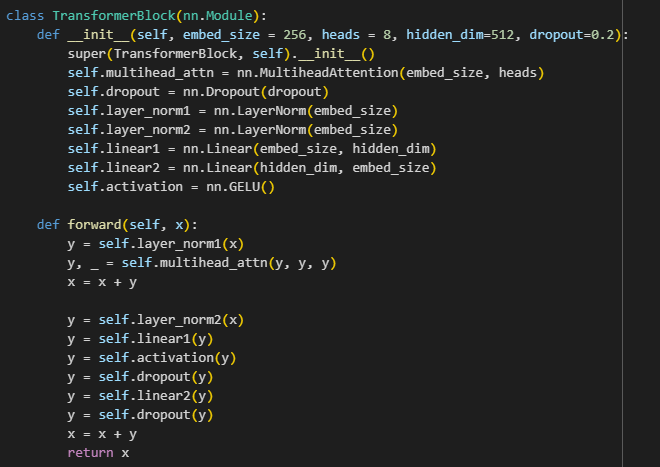 class TransformerBlock(nn.Module):
    def __init__(self, embed_size = 256, heads = 8, hidden_dim=512, dropout=0.2):
        super(TransformerBlock, self).__init__()
        self.multihead_attn = nn.MultiheadAttention(embed_size, heads)
        self.dropout = nn.Dropout(dropout)
        self.layer_norm1 = nn.LayerNorm(embed_size)
        self.layer_norm2 = nn.LayerNorm(embed_size)
        self.linear1 = nn.Linear(embed_size, hidden_dim)
        self.linear2 = nn.Linear(hidden_dim, embed_size)
        self.activation = nn.GELU()

    def forward(self, x):
        y = self.layer_norm1(x)
        y, _ = self.multihead_attn(y, y, y)
        x = x + y

        y = self.layer_norm2(x)
        y = self.linear1(y)
        y = self.activation(y)
        y = self.dropout(y)
        y = self.linear2(y)
        y = self.dropout(y)
        x = x + y
        return x